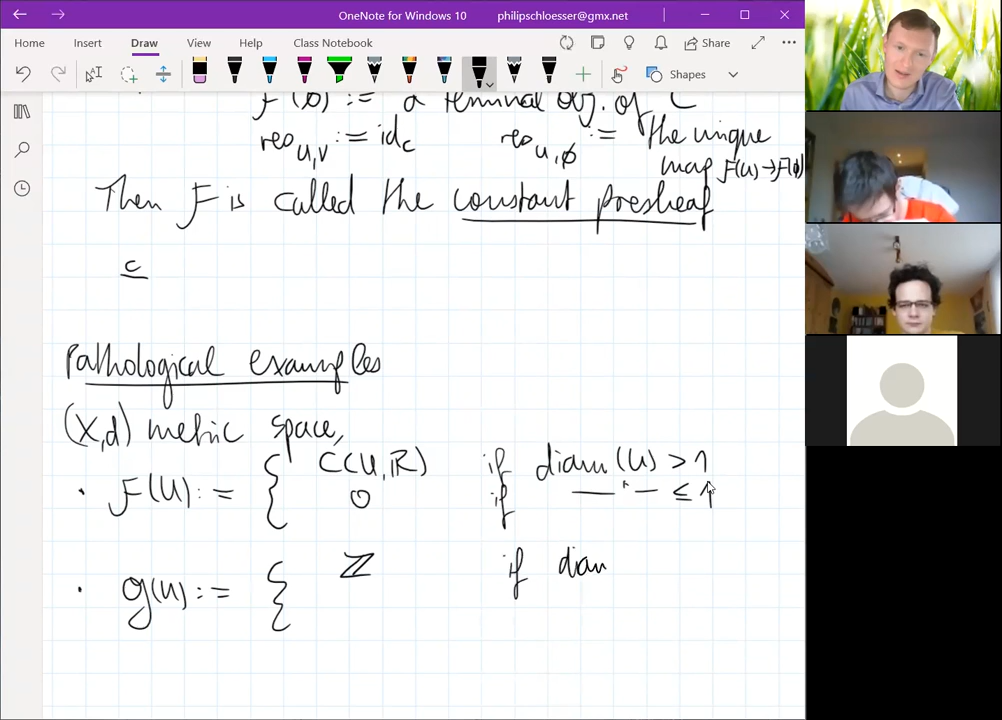 OneNote for Windows 10 philipschloesser@gmx.net
Home Insert Draw View Help Class Notebook Share
Shapes
F(∅) := a terminal obj. of C
res_{U,V} := id_c res_{U,∅} := the unique
map F(U)→F(∅)
Then F is called the constant presheaf
c
Pathological examples
(X,d) metric space,
· F(U) := { C(U,ℝ) if diam(U) > 1
0 if —"— ≤ 1
· G(U) := { ℤ if diam